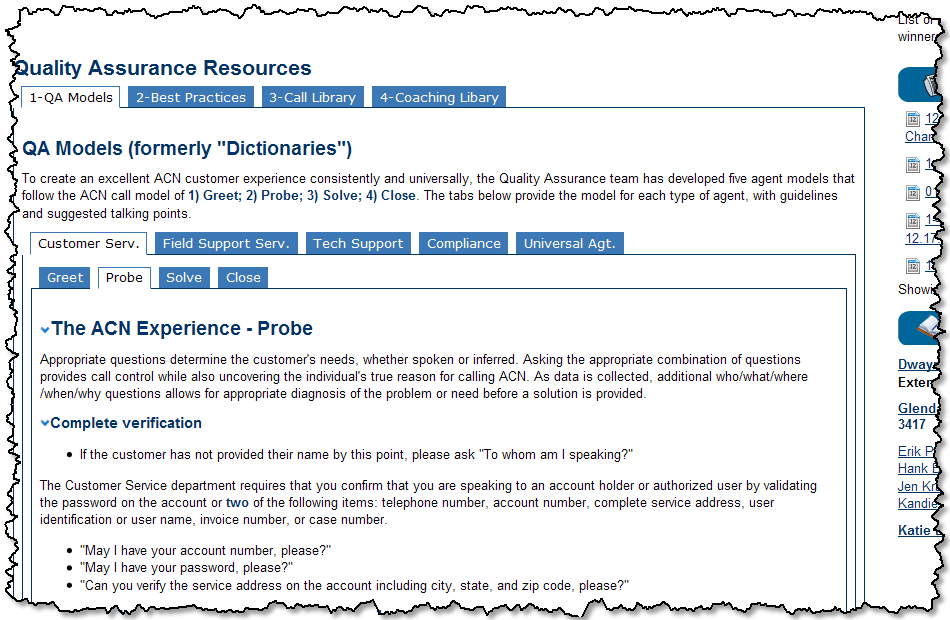 List of
winner
Quality Assurance Resources
1-QA Models 2-Best Practices 3-Call Library 4-Coaching Libary
QA Models (formerly "Dictionaries")
To create an excellent ACN customer experience consistently and universally, the Quality Assurance team has developed five agent models that
follow the ACN call model of 1) Greet; 2) Probe; 3) Solve; 4) Close. The tabs below provide the model for each type of agent, with guidelines
and suggested talking points.
Customer Serv. Field Support Serv. Tech Support Compliance Universal Agt.
Greet Probe Solve Close
The ACN Experience - Probe
Appropriate questions determine the customer's needs, whether spoken or inferred. Asking the appropriate combination of questions
provides call control while also uncovering the individual's true reason for calling ACN. As data is collected, additional who/what/where
/when/why questions allows for appropriate diagnosis of the problem or need before a solution is provided.
Complete verification
• If the customer has not provided their name by this point, please ask "To whom am I speaking?"
The Customer Service department requires that you confirm that you are speaking to an account holder or authorized user by validating
the password on the account or two of the following items: telephone number, account number, complete service address, user
identification or user name, invoice number, or case number.
• "May I have your account number, please?"
• "May I have your password, please?"
• "Can you verify the service address on the account including city, state, and zip code, please?"
12
Chan
12.17
Showi
Dway
Exten
Glend
3417
Erik P
Hank
Jen Kr
Kandie
Katie